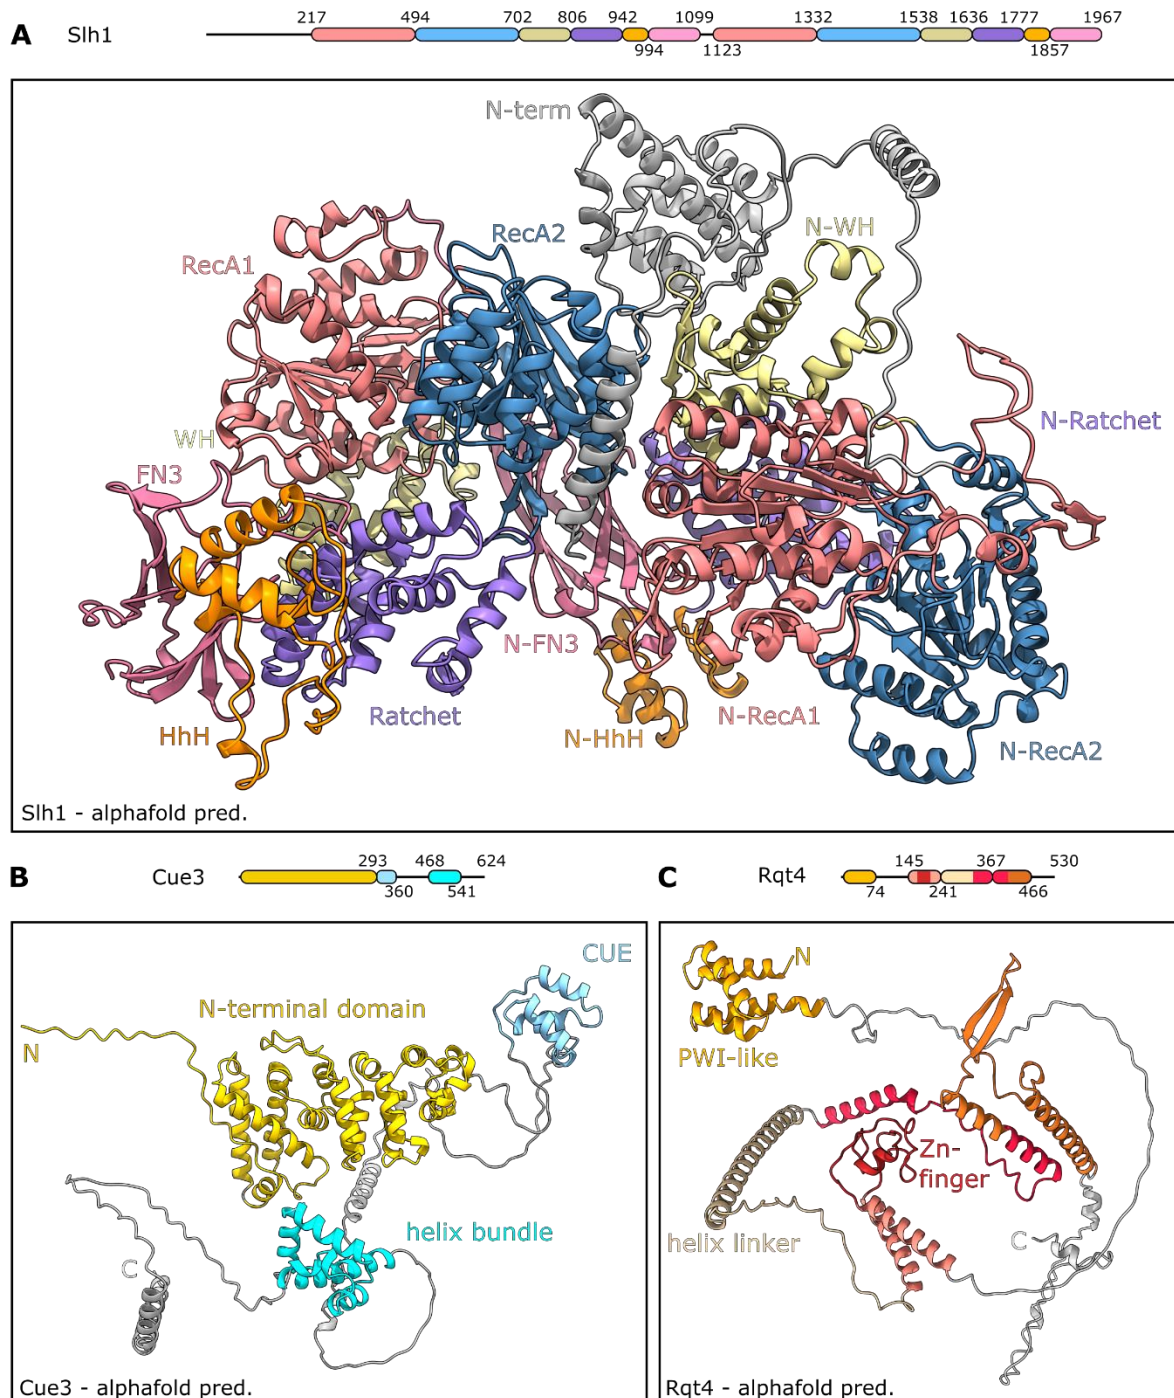 217 494 702 806 942 1099 1332 1538 1636 1777 1967
A Slh1
994 1123 1857
N-term
RecA2
N-WH
RecA1
N-Ratchet
WH
FN3
N-FN3
Ratchet
N-RecA1
HhH
N-HhH
N-RecA2
Slh1 - alphafold pred.
B Cue3
293 468 624
360 541
CUE
N-terminal domain
N
helix bundle
C
Cue3 - alphafold pred.
C Rqt4
145 367 530
74 241 466
N
PWI-like
Zn-
finger
helix linker
C
Rqt4 - alphafold pred.